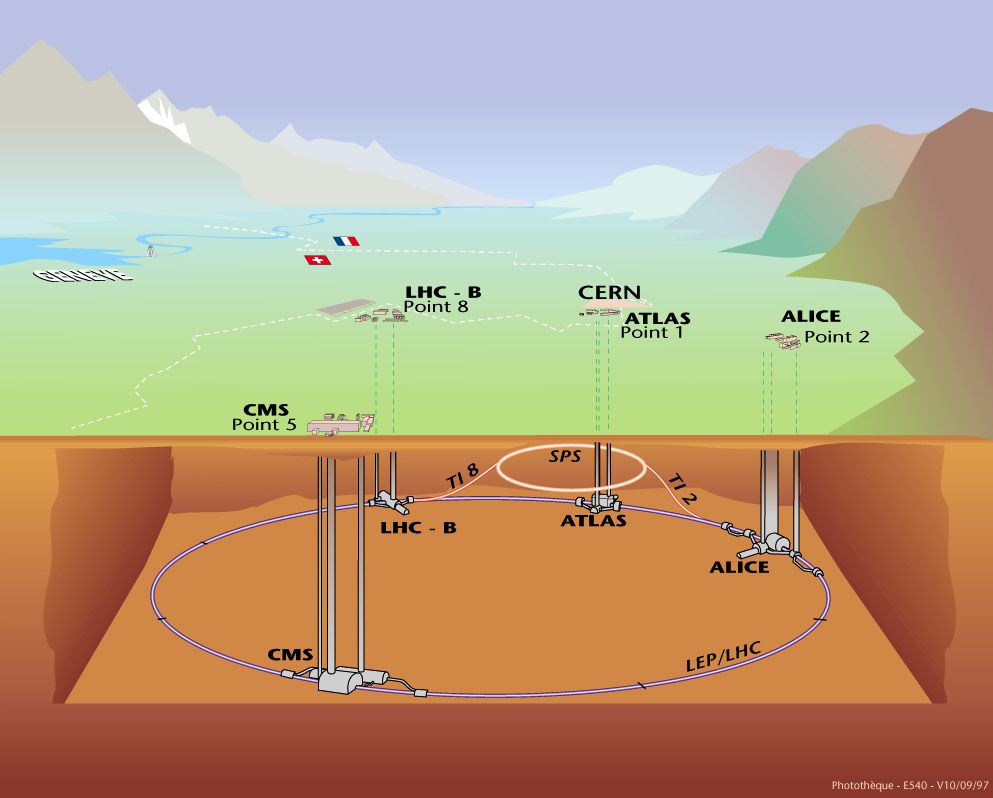 GENEVE
LHC - B
Point 8
CERN
ATLAS
Point 1
ALICE
Point 2
CMS
Point 5
SPS
TI 8
TI 2
LHC - B
ATLAS
ALICE
CMS
LEP/LHC
Photothèque - E540 - V10/09/97